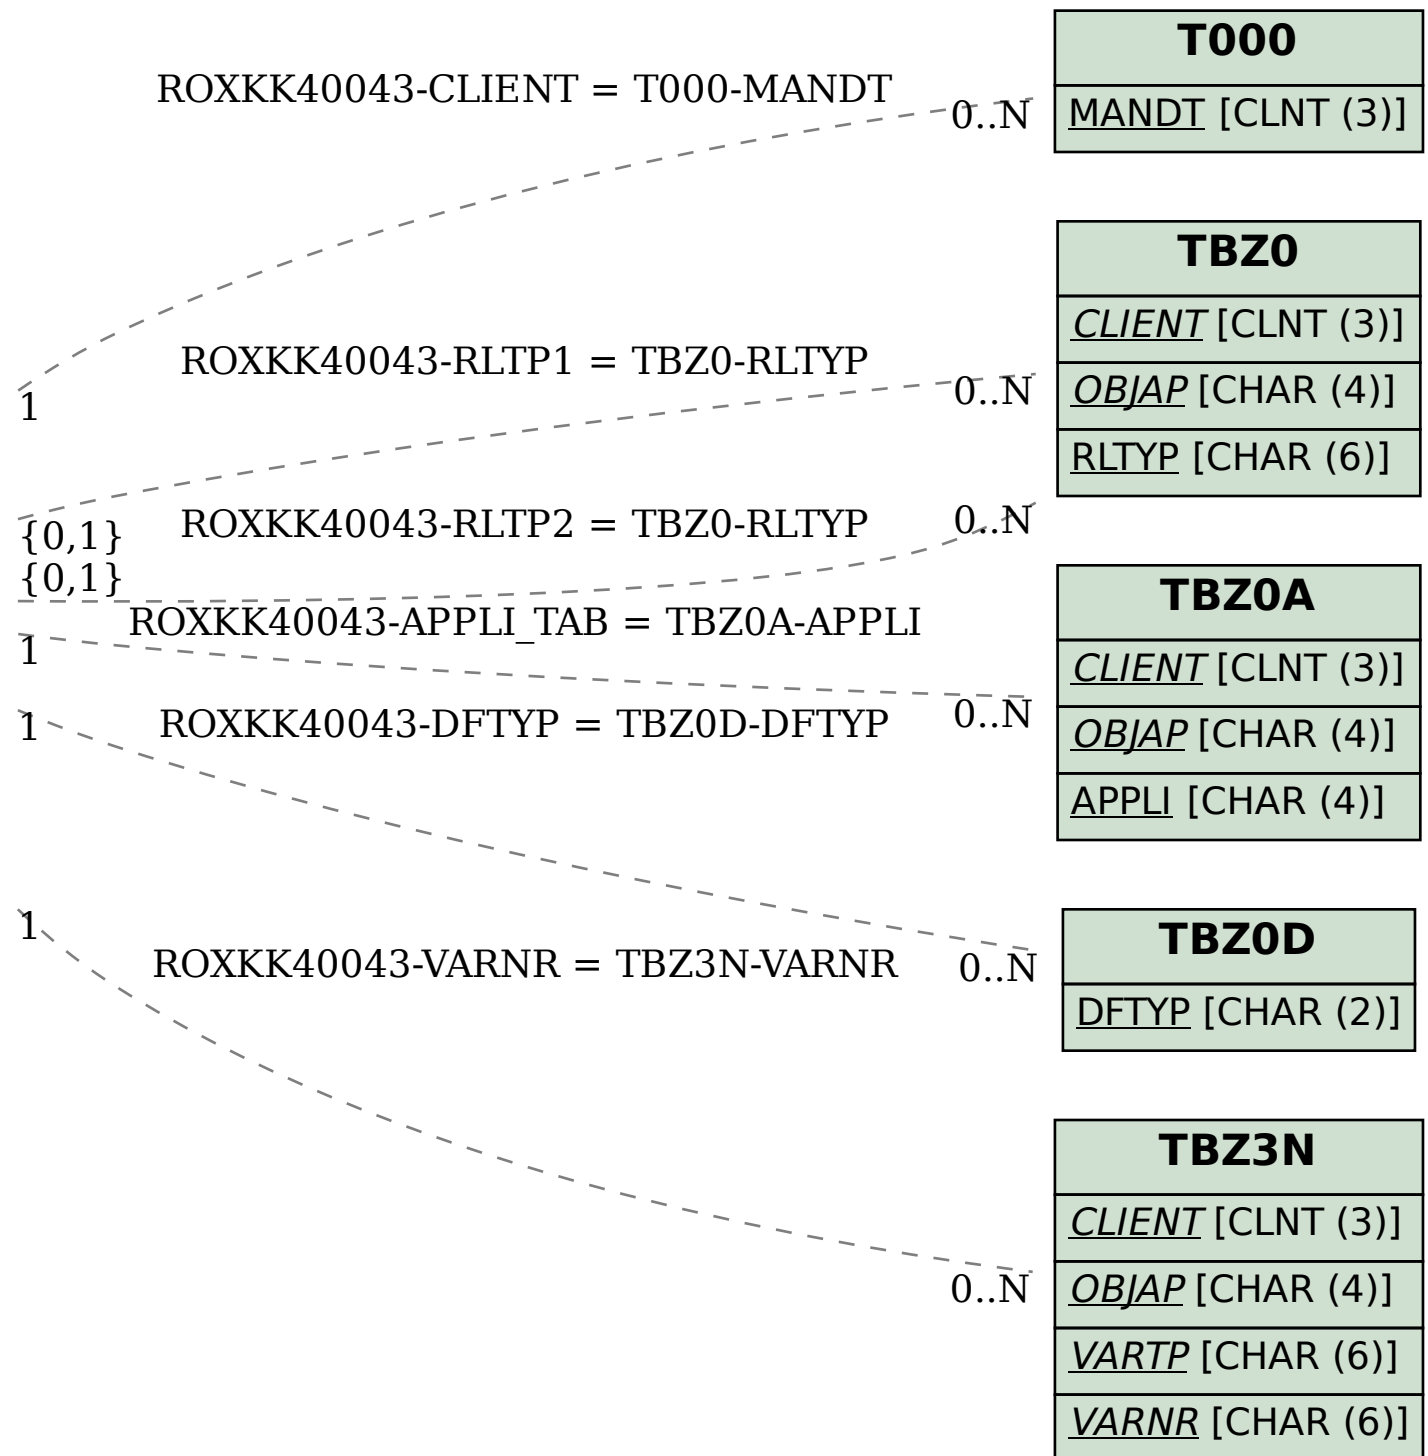 T000
ROXKK40043-CLIENT = T000-MANDT
0..N
MANDT [CLNT (3)]
TBZ0
CLIENT [CLNT (3)]
ROXKK40043-RLTP1 = TBZ0-RLTYP
0..N
OBJAP [CHAR (4)]
1
RLTYP [CHAR (6)]
ROXKK40043-RLTP2 = TBZ0-RLTYP
0..N
{0,1}
{0,1}
TBZ0A
ROXKK40043-APPLI_TAB = TBZ0A-APPLI
1
CLIENT [CLNT (3)]
0..N
1
ROXKK40043-DFTYP = TBZ0D-DFTYP
OBJAP [CHAR (4)]
APPLI [CHAR (4)]
1
TBZ0D
ROXKK40043-VARNR = TBZ3N-VARNR
0..N
DFTYP [CHAR (2)]
TBZ3N
CLIENT [CLNT (3)]
0..N
OBJAP [CHAR (4)]
VARTP [CHAR (6)]
VARNR [CHAR (6)]